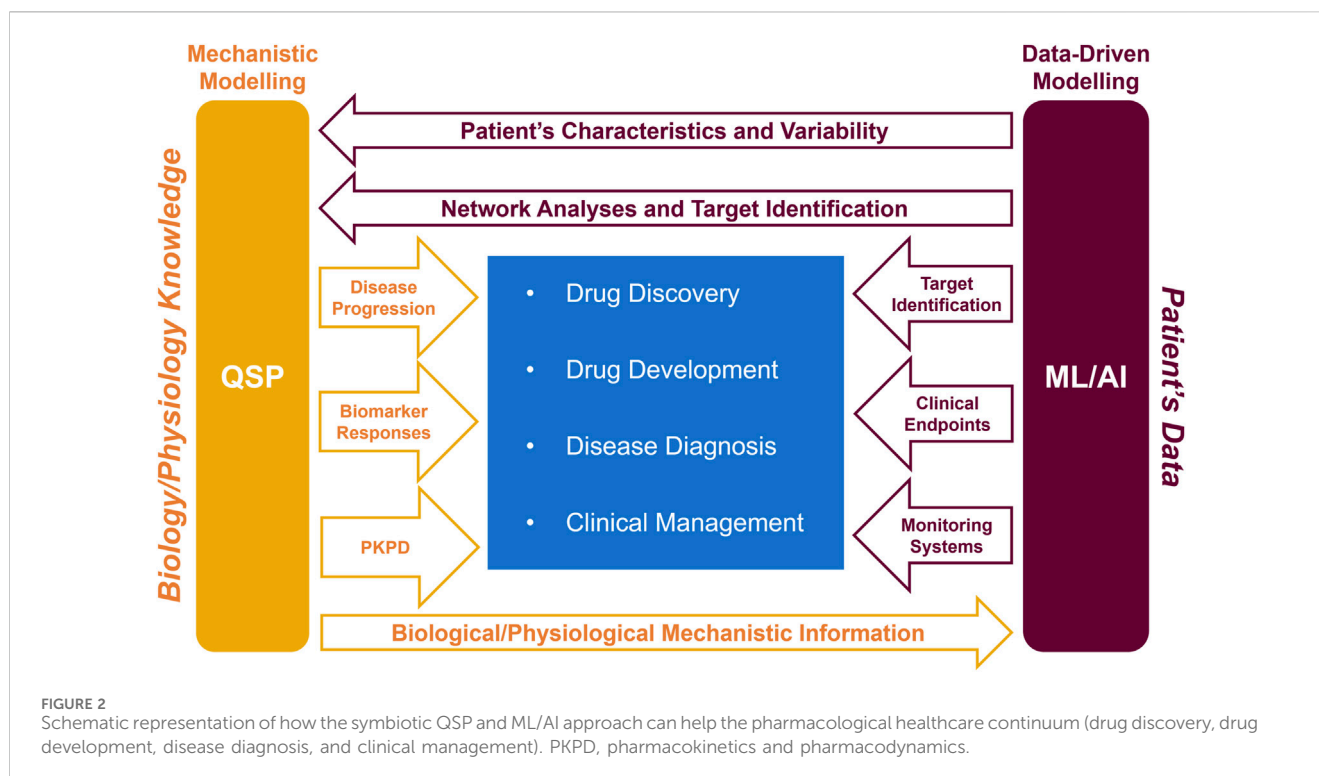 Mechanistic
Modelling
Data-Driven
Modelling
Patient's Characteristics and Variability
Network Analyses and Target Identification
Biology/Physiology Knowledge
QSP
Disease
Progression
Biomarker
Responses
PKPD
• Drug Discovery
• Drug Development
• Disease Diagnosis
• Clinical Management
Target
Identification
Clinical
Endpoints
Monitoring
Systems
ML/AI
Patient's Data
Biological/Physiological Mechanistic Information
FIGURE 2
Schematic representation of how the symbiotic QSP and ML/AI approach can help the pharmacological healthcare continuum (drug discovery, drug
development, disease diagnosis, and clinical management). PKPD, pharmacokinetics and pharmacodynamics.